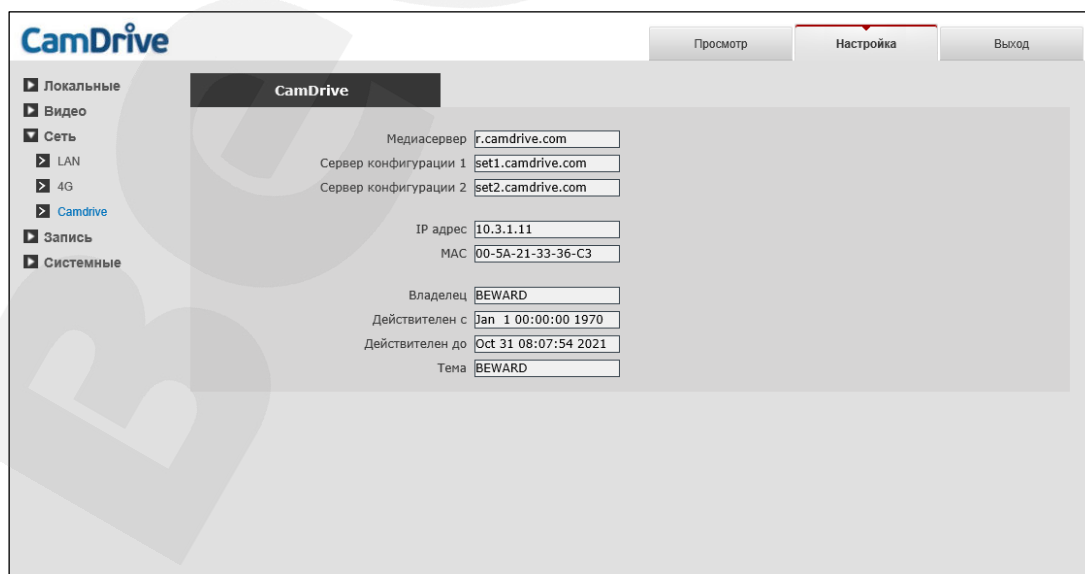 CamDrive
Просмотр
Настройка
Выход
Локальные
Видео
Сеть
LAN
4G
Camdrive
Запись
Системные
CamDrive
Медиасервер r.camdrive.com
Сервер конфигурации 1 set1.camdrive.com
Сервер конфигурации 2 set2.camdrive.com
IP адрес 10.3.1.11
MAC 00-5A-21-33-36-C3
Владелец BEWARD
Действителен с Jan 1 00:00:00 1970
Действителен до Oct 31 08:07:54 2021
Тема BEWARD